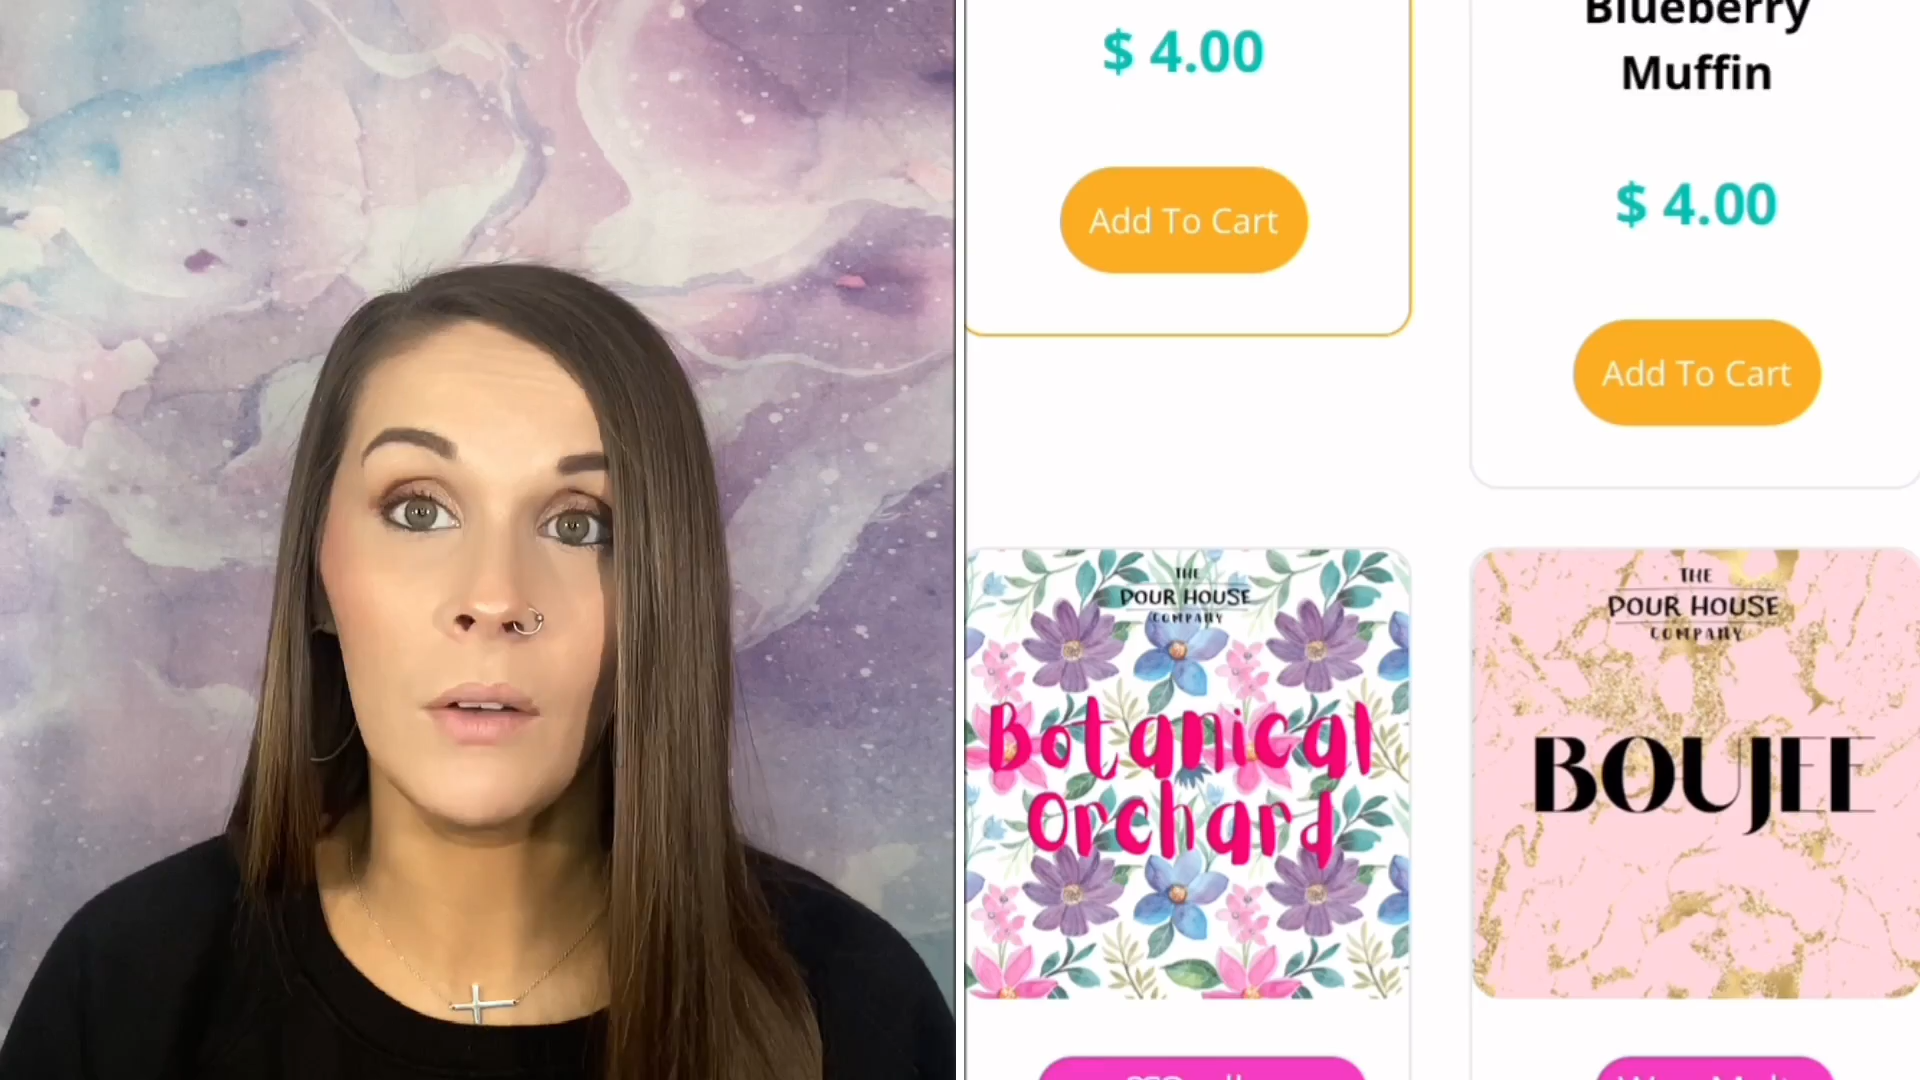 $ 4.00
Add To Cart
Blueberry
Muffin
$ 4.00
Add To Cart
THE
POUR HOUSE
COMPANY
Botanical
Orchard
THE
POUR HOUSE
COMPANY
BOUJEE